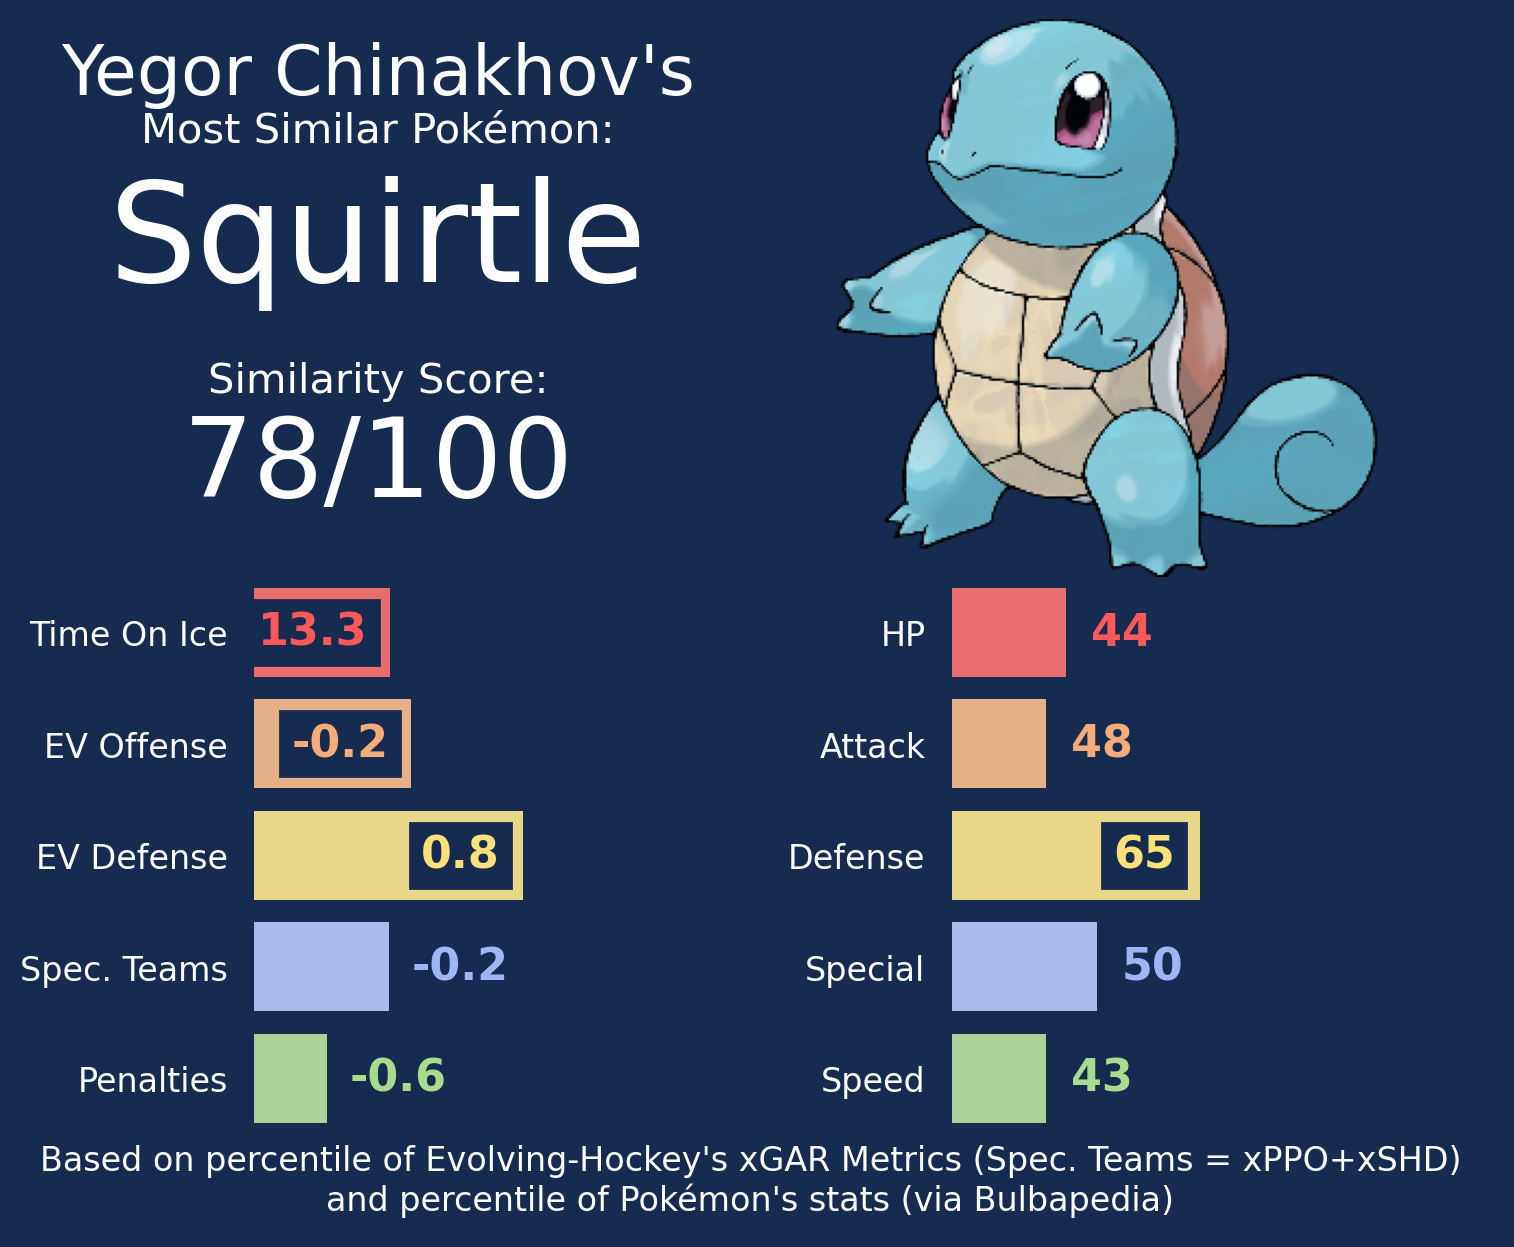 Yegor Chinakhov's
Most Similar Pokémon:
Squirtle
Similarity Score:
78/100
Time On Ice 13.3
EV Offense -0.2
EV Defense 0.8
Spec. Teams -0.2
Penalties -0.6
HP 44
Attack 48
Defense 65
Special 50
Speed 43
Based on percentile of Evolving-Hockey's xGAR Metrics (Spec. Teams = xPPO+xSHD)
and percentile of Pokémon's stats (via Bulbapedia)